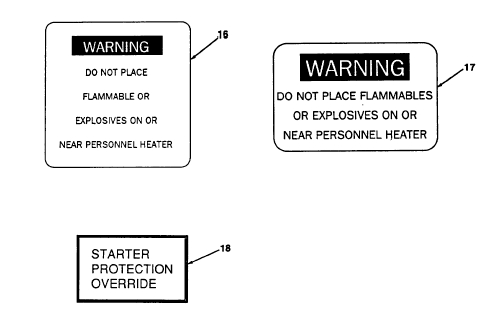 16
WARNING
DO NOT PLACE
FLAMMABLE OR
EXPLOSIVES ON OR
NEAR PERSONNEL HEATER
17
WARNING
DO NOT PLACE FLAMMABLES
OR EXPLOSIVES ON OR
NEAR PERSONNEL HEATER
18
STARTER
PROTECTION
OVERRIDE